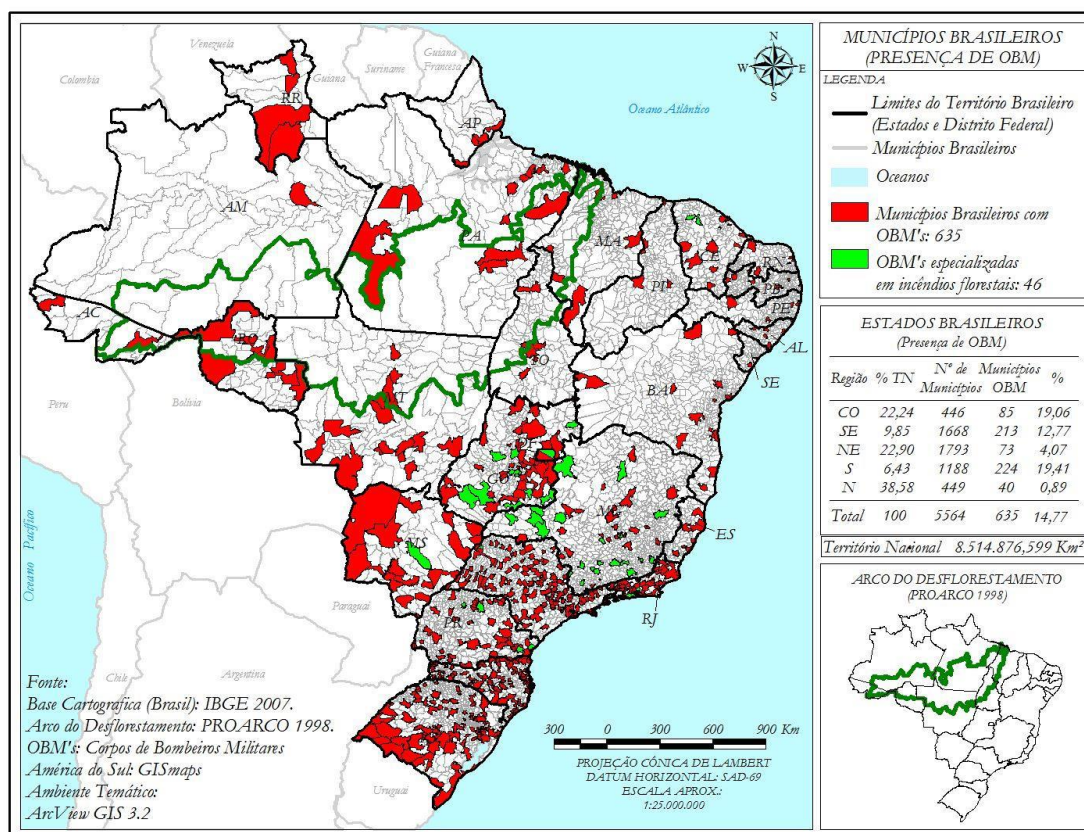 Venezuela
Guiana
Francesa
Suriname
Guiana
Colombia
Oceano Atlântico
N
W
E
S
RR
AP
AM
PA
MA
CE
RN
PB
PE
PI
AL
SE
AC
TO
BA
MT
DF
GO
MG
ES
MS
RJ
PR
Peru
Bolívia
Paraguai
Chile
Argentina
Uruguai
Oceano Pacífico
Fonte:
Base Cartografica (Brasil): IBGE 2007.
Arco do Desflorestamento: PROARCO 1998.
OBM's: Corpos de Bombeiros Militares
América do Sul: GISmaps
Ambiente Temático:
ArcView GIS 3.2
300 0 300 600 900 Km
PROJEÇÃO CÔNICA DE LAMBERT
DATUM HORIZONTAL: SAD-69
ESCALA APROX.:
1:25.000.000
MUNICÍPIOS BRASILEIROS
(PRESENÇA DE OBM)
LEGENDA
Limites do Território Brasileiro
(Estados e Distrito Federal)
Municípios Brasileiros
Oceanos
Municípios Brasileiros com
OBM's: 635
OBM's especializadas
em incêndios florestais: 46
ESTADOS BRASILEIROS
(Presença de OBM)
Região % TN Nº de Municípios Municípios OBM %
CO 22,24 446 85 19,06
SE 9,85 1668 213 12,77
NE 22,90 1793 73 4,07
S 6,43 1188 224 19,41
N 38,58 449 40 0,89
Total 100 5564 635 14,77
Território Nacional 8.514.876,599 Km²
ARCO DO DESFLORESTAMENTO
(PROARCO 1998)